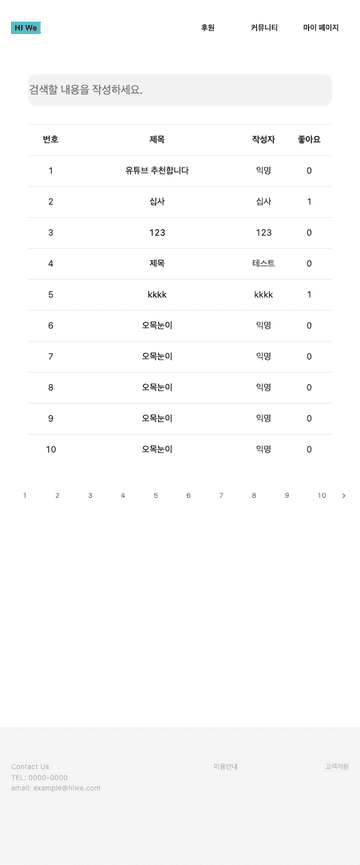 HI We 후원 커뮤니티 마이 페이지
검색할 내용을 작성하세요.
번호 제목 작성자 좋아요
1 유튜브 추천합니다 익명 0
2 십사 십사 1
3 123 123 0
4 제목 테스트 0
5 kkkk kkkk 1
6 오목눈이 익명 0
7 오목눈이 익명 0
8 오목눈이 익명 0
9 오목눈이 익명 0
10 오목눈이 익명 0
1 2 3 4 5 6 7 8 9 10 ›
Contact Us 이용안내 고객지원
TEL: 0000-0000
email: example@hiwe.com